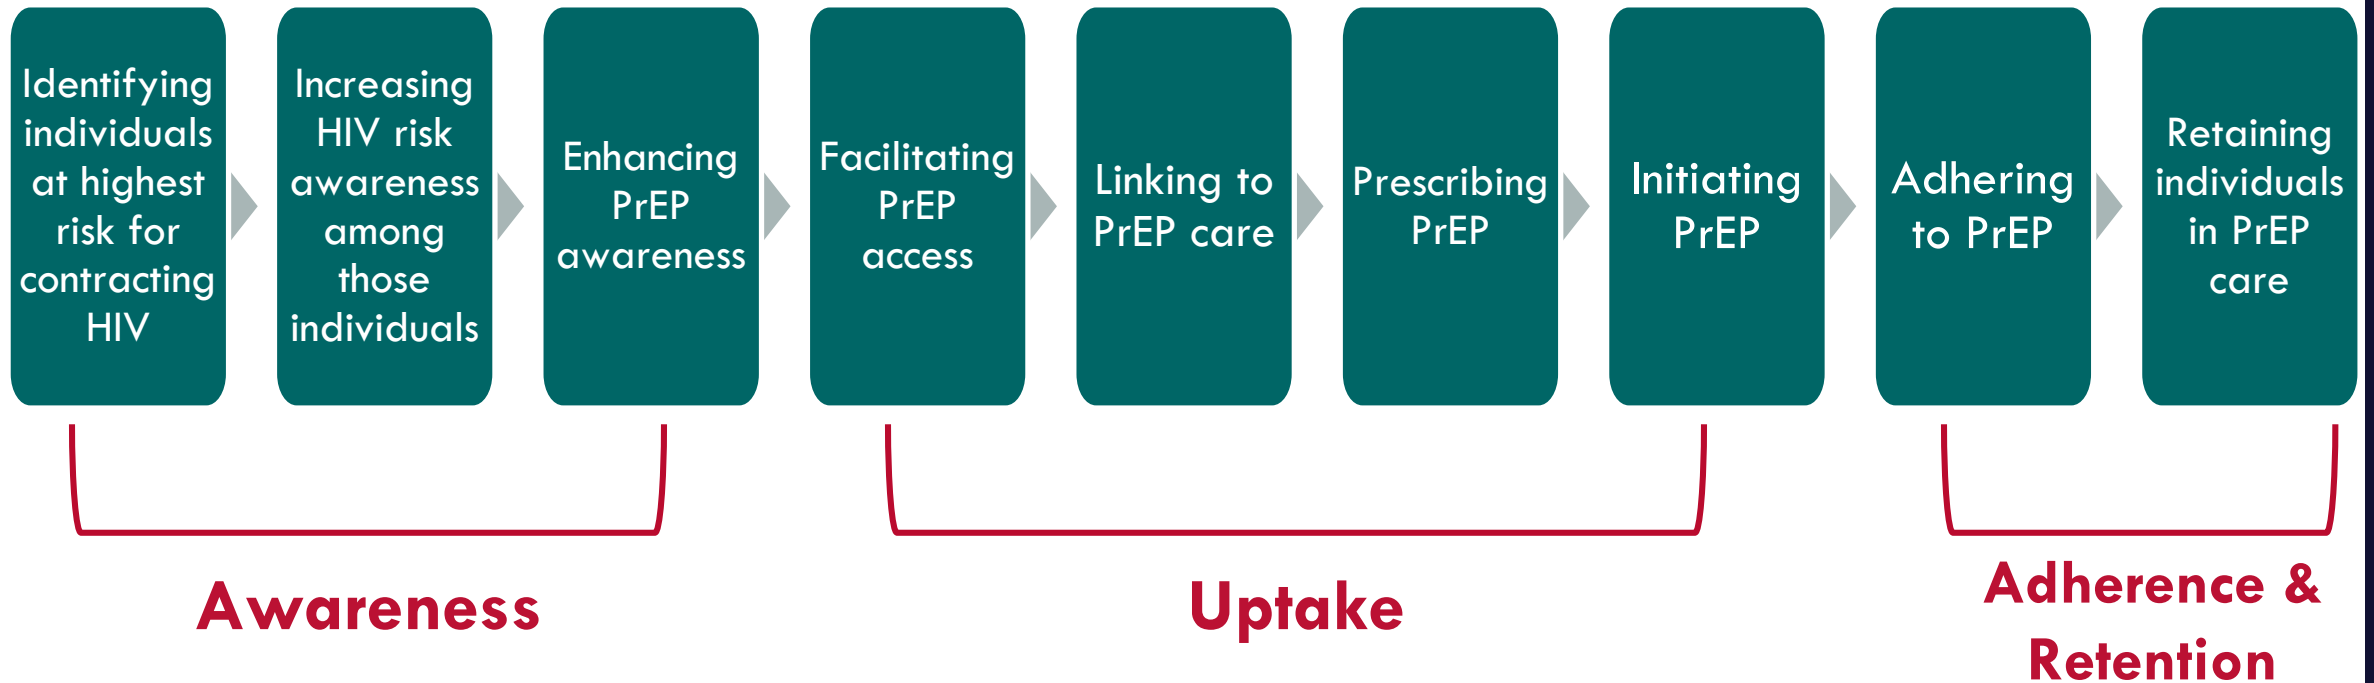 Identifying
individuals
at highest
risk for
contracting
HIV
Increasing
HIV risk
awareness
among
those
individuals
Enhancing
PrEP
awareness
Facilitating
PrEP
access
Linking to
PrEP care
Prescribing
PrEP
Initiating
PrEP
Adhering
to PrEP
Retaining
individuals
in PrEP
care
Awareness
Uptake
Adherence &
Retention